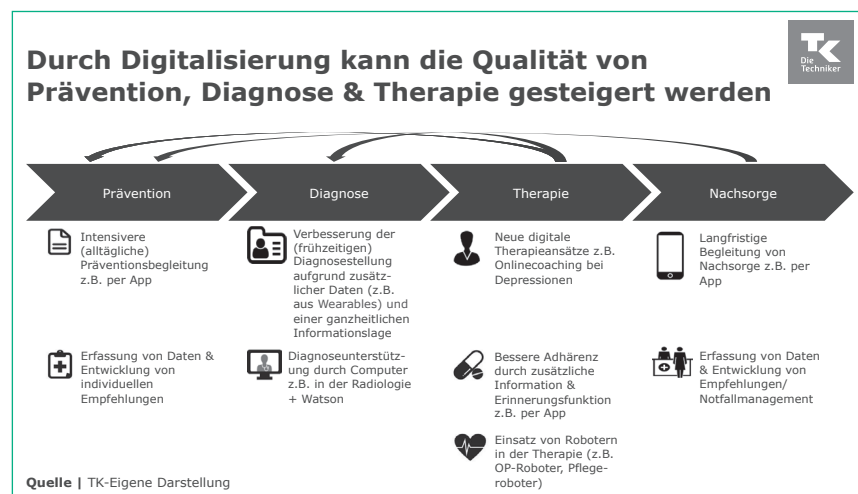 Durch Digitalisierung kann die Qualität von
Prävention, Diagnose & Therapie gesteigert werden
TK
Die
Techniker
Prävention
Diagnose
Therapie
Nachsorge
Intensivere
(alltägliche)
Präventionsbegleitung
z.B. per App
Erfassung von Daten &
Entwicklung von
individuellen
Empfehlungen
Verbesserung der
(frühzeitigen)
Diagnosestellung
aufgrund zusätz-
licher Daten (z.B.
aus Wearables) und
einer ganzheitlichen
Informationslage
Diagnoseunterstütz-
ung durch Computer
z.B. in der Radiologie
+ Watson
Neue digitale
Therapieansätze z.B.
Onlinecoaching bei
Depressionen
Bessere Adhärenz
durch zusätzliche
Information &
Erinnerungsfunktion
z.B. per App
Einsatz von Robotern
in der Therapie (z.B.
OP-Roboter, Pflege-
roboter)
Langfristige
Begleitung von
Nachsorge z.B. per
App
Erfassung von Daten
& Entwicklung von
Empfehlungen/
Notfallmanagement
Quelle | TK-Eigene Darstellung